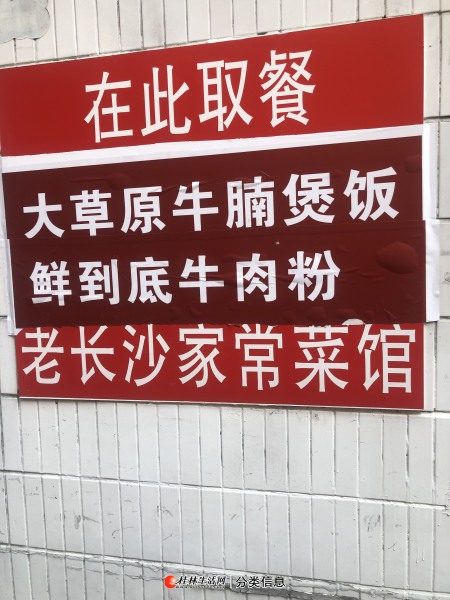 在此取餐
大草原牛腩煲饭
鲜到底牛肉粉
老长沙家常菜馆
桂林生活网 分类信息